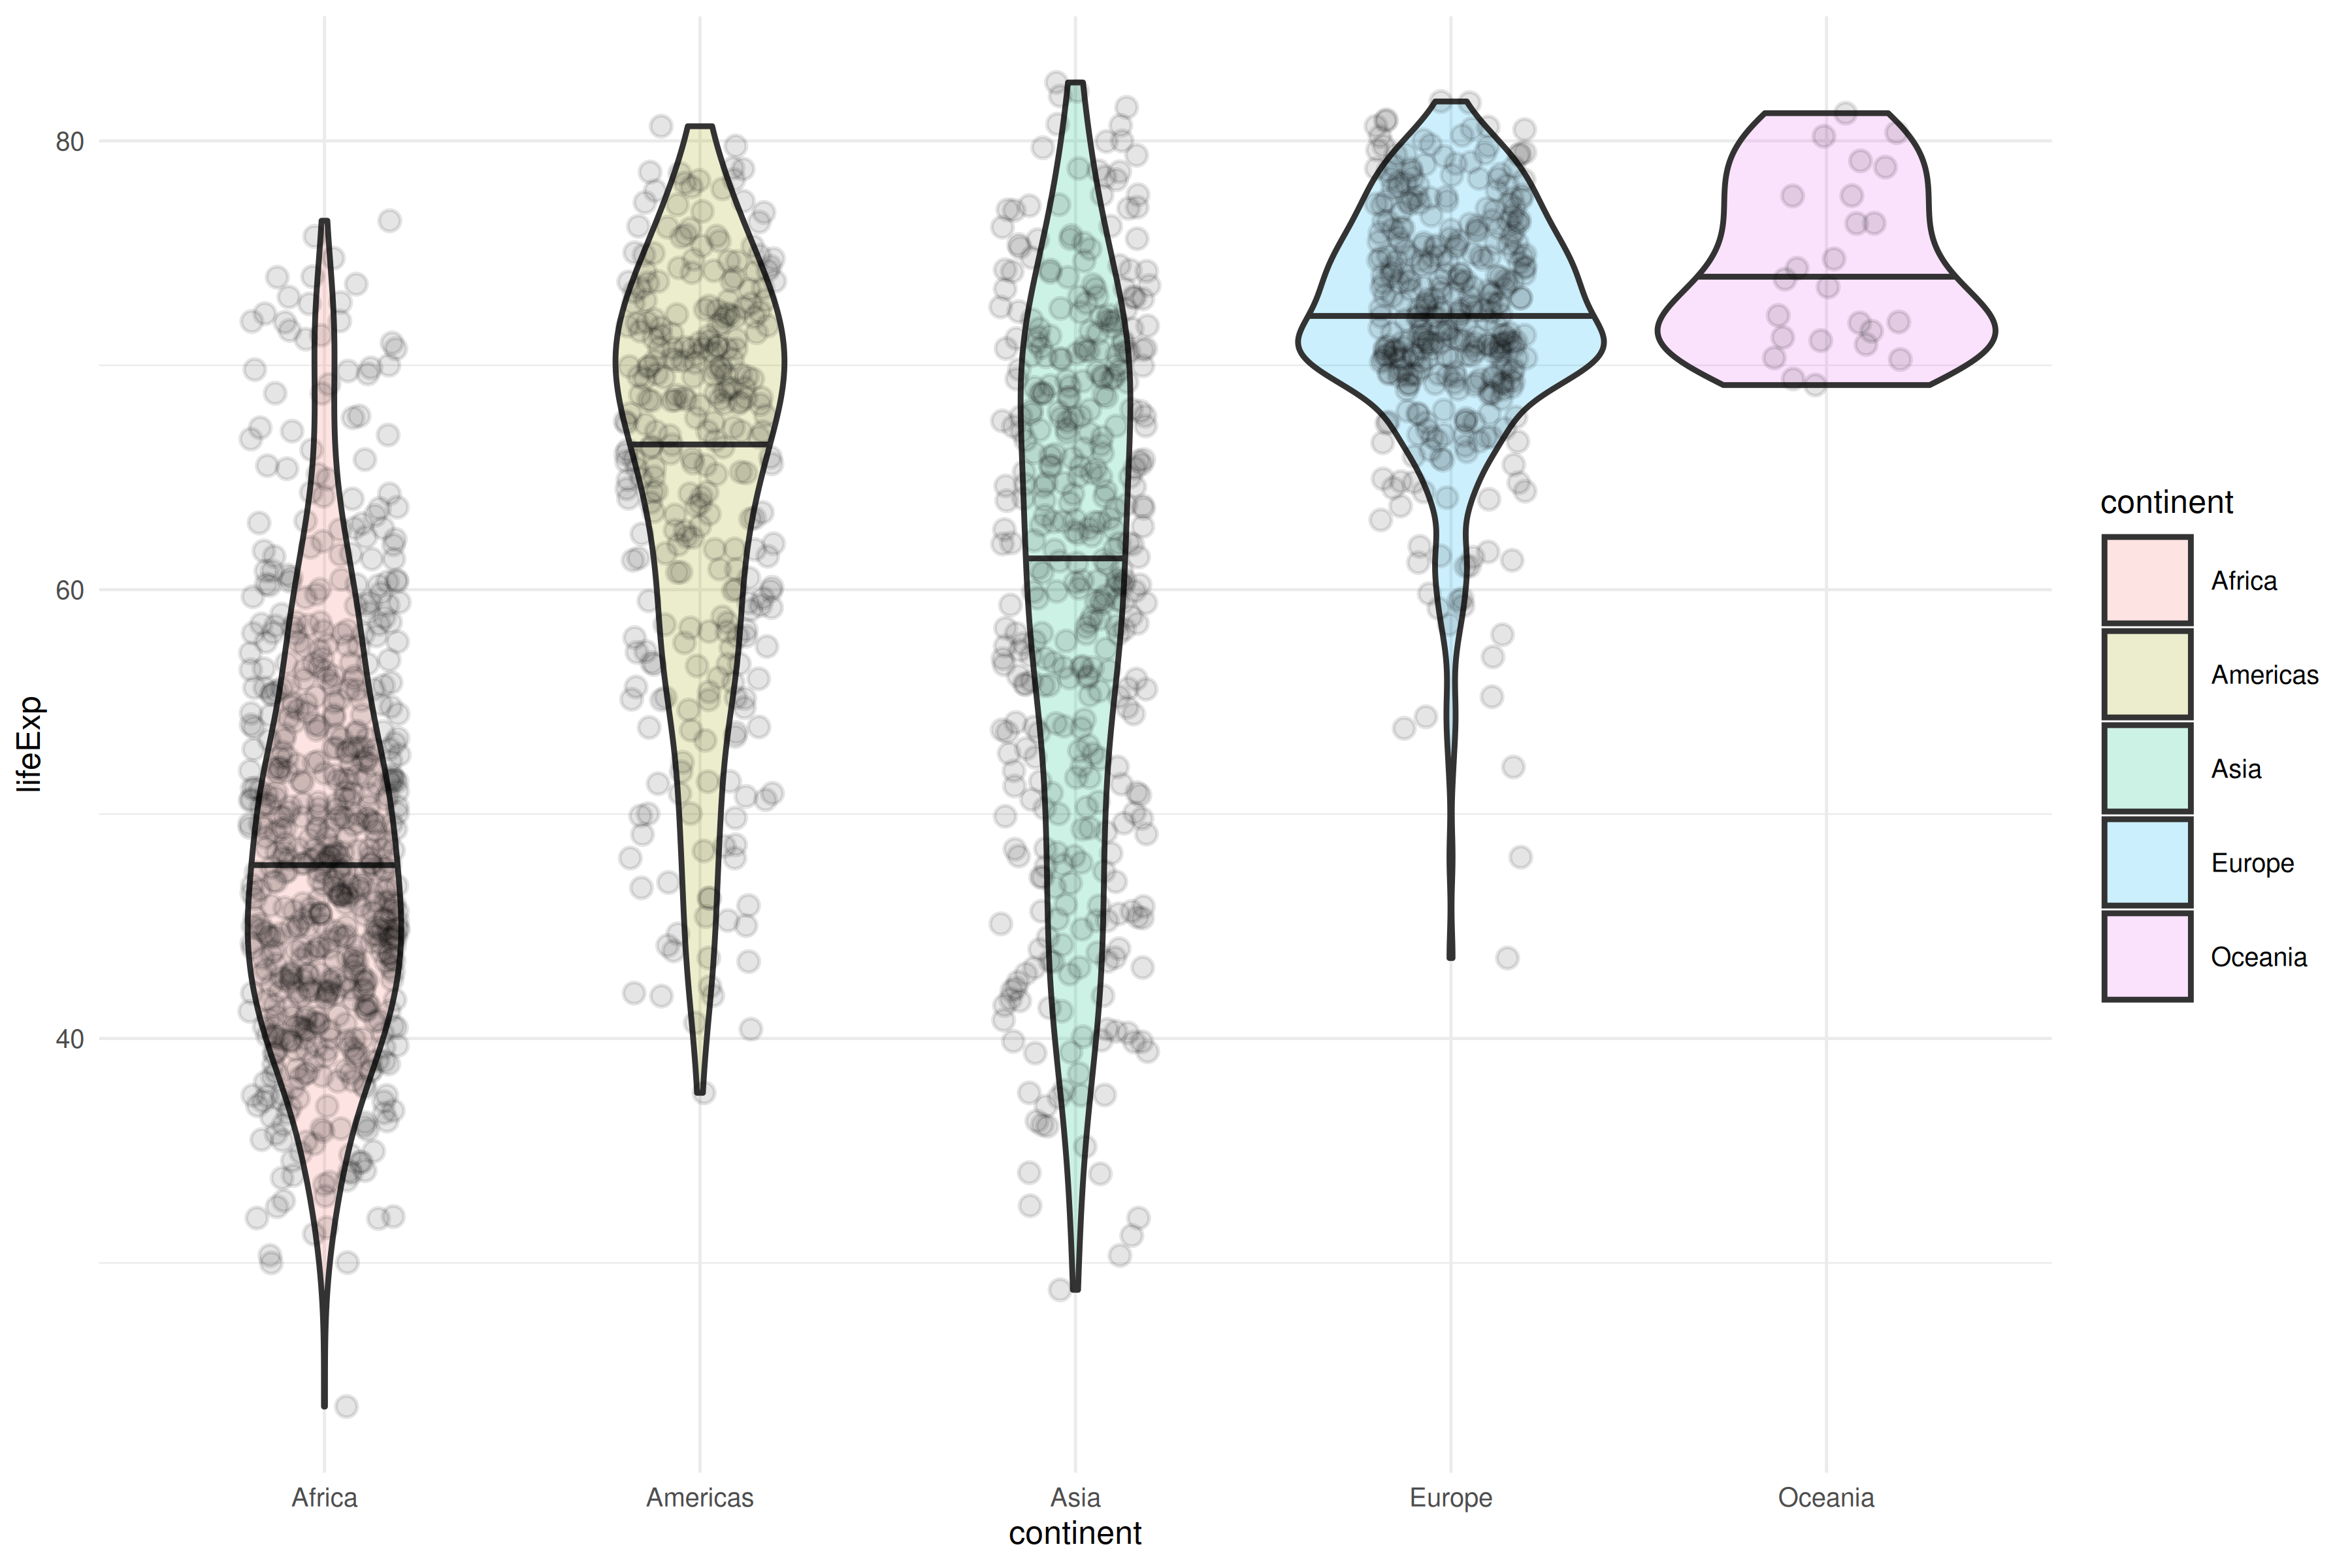 80
60
40
lifeExp
Africa
Americas
Asia
Europe
Oceania
continent
continent
Africa
Americas
Asia
Europe
Oceania